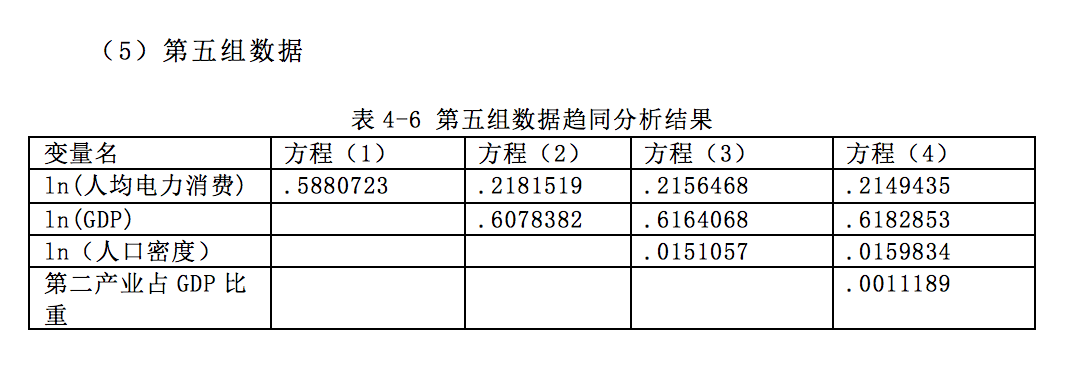 （5）第五组数据
表 4-6 第五组数据趋同分析结果
变量名 方程（1） 方程（2） 方程（3） 方程（4）
ln(人均电力消费) .5880723 .2181519 .2156468 .2149435
ln(GDP) .6078382 .6164068 .6182853
ln（人口密度） .0151057 .0159834
第二产业占 GDP 比 .0011189
重